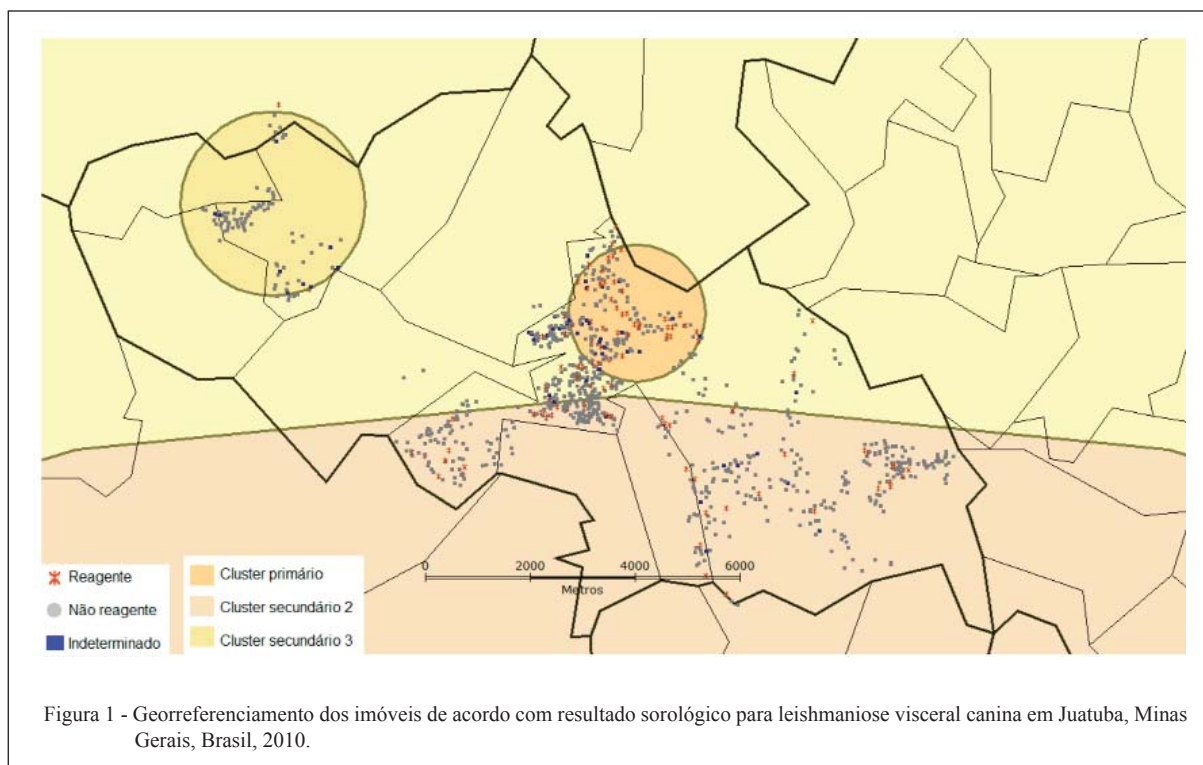 Reagente
Não reagente
Indeterminado
Cluster primário
Cluster secundário 2
Cluster secundário 3
0 2000 4000 6000
Metros
Figura 1 - Georreferenciamento dos imóveis de acordo com resultado sorológico para leishmaniose visceral canina em Juatuba, Minas
Gerais, Brasil, 2010.